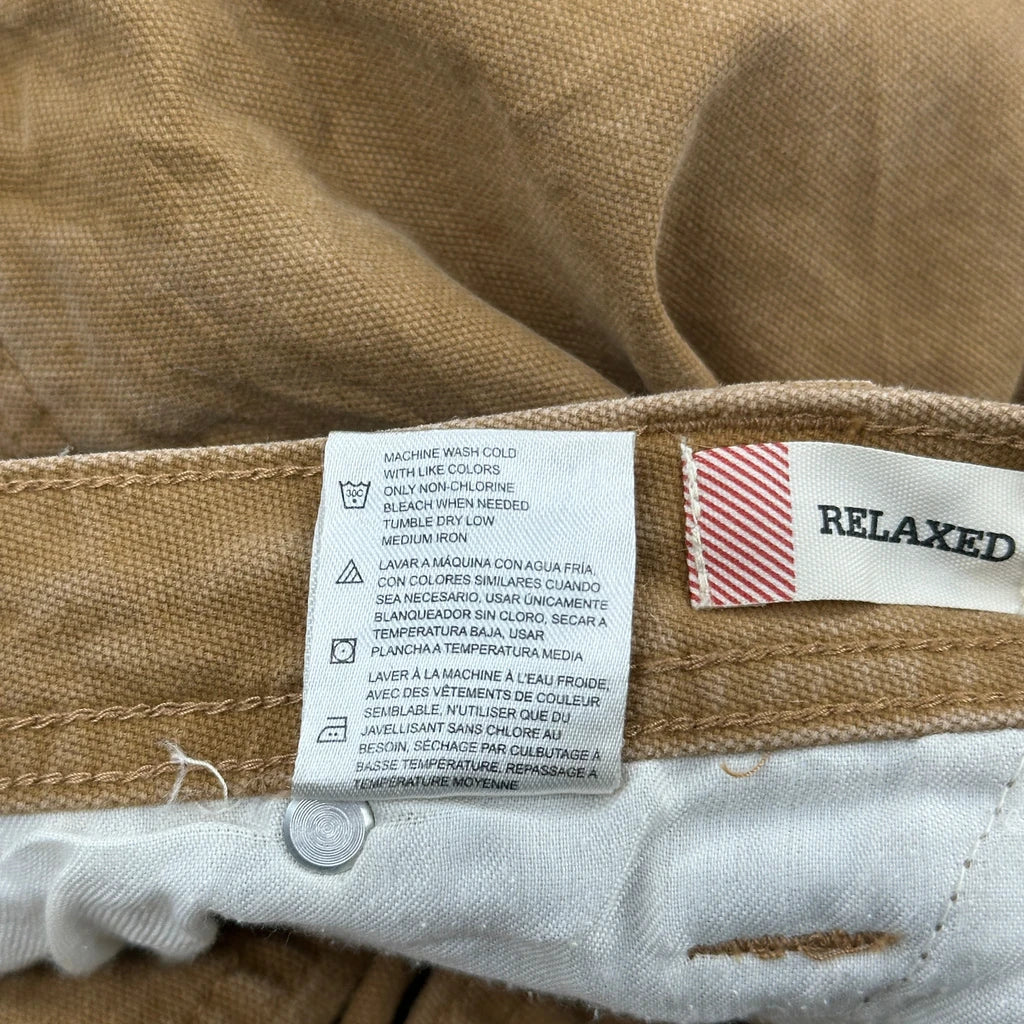 MACHINE WASH COLD
WITH LIKE COLORS
ONLY NON-CHLORINE
BLEACH WHEN NEEDED
TUMBLE DRY LOW
MEDIUM IRON
30C
LAVAR A MÁQUINA CON AGUA FRÍA,
CON COLORES SIMILARES CUANDO
SEA NECESARIO, USAR ÚNICAMENTE
BLANQUEADOR SIN CLORO, SECAR A
TEMPERATURA BAJA, USAR
PLANCHA A TEMPERATURA MEDIA
LAVER À LA MACHINE À L'EAU FROIDE,
AVEC DES VÊTEMENTS DE COULEUR
SEMBLABLE, N'UTILISER QUE DU
JAVELLISANT SANS CHLORE AU
BESOIN, SÉCHAGE PAR CULBUTAGE À
BASSE TEMPÉRATURE, REPASSAGE À
TEMPÉRATURE MOYENNE
RELAXED